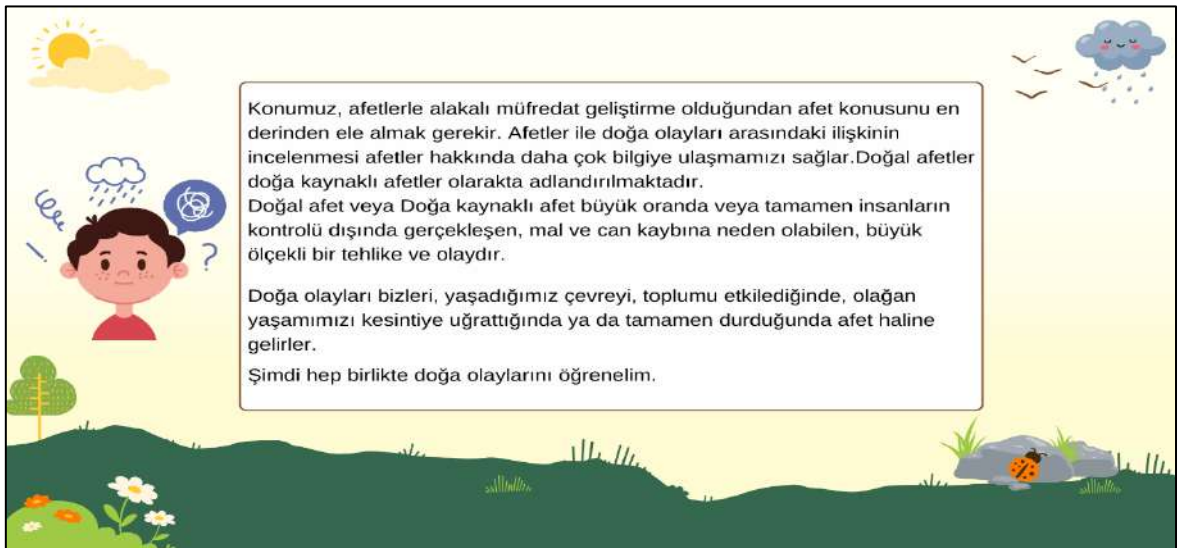 Konumuz, afetlerle alakalı müfredat geliştirme olduğundan afet konusunu en
derinden ele almak gerekir. Afetler ile doğa olayları arasındaki ilişkinin
incelenmesi afetler hakkında daha çok bilgiye ulaşmamızı sağlar.Doğal afetler
doğa kaynaklı afetler olarakta adlandırılmaktadır.
Doğal afet veya Doğa kaynaklı afet büyük oranda veya tamamen insanların
kontrolü dışında gerçekleşen, mal ve can kaybına neden olabilen, büyük
ölçekli bir tehlike ve olaydır.
Doğa olayları bizleri, yaşadığımız çevreyi, toplumu etkilediğinde, olağan
yaşamımızı kesintiye uğrattığında ya da tamamen durduğunda afet haline
gelirler.
Şimdi hep birlikte doğa olaylarını öğrenelim.